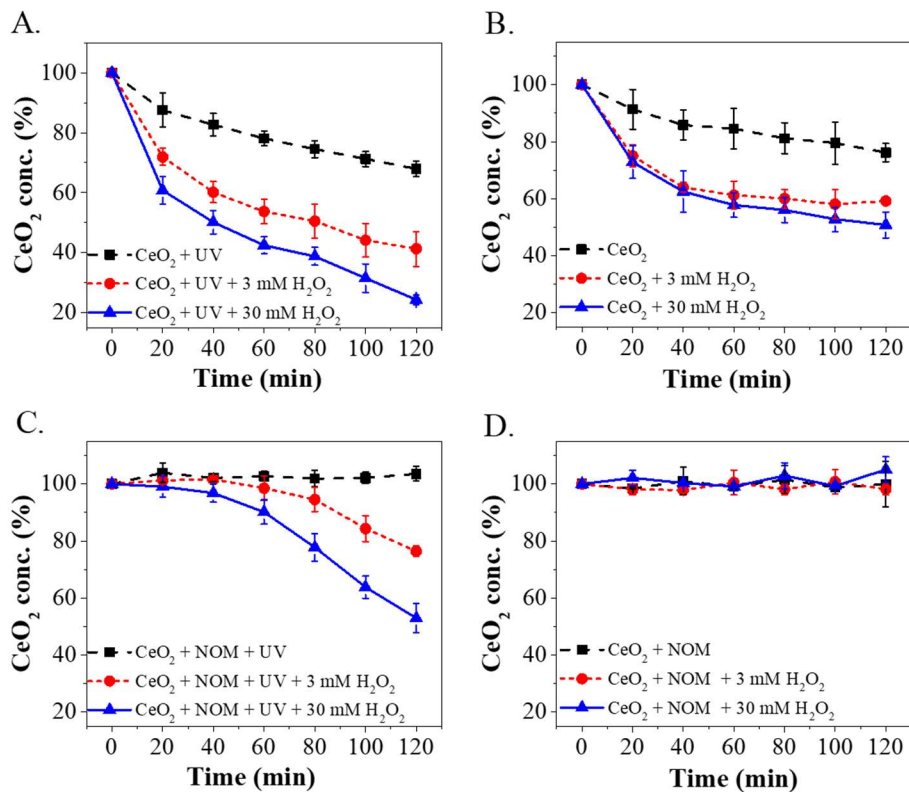 A.
CeO₂ conc. (%)
100
80
60
40
20
CeO₂ + UV
CeO₂ + UV + 3 mM H₂O₂
CeO₂ + UV + 30 mM H₂O₂
0 20 40 60 80 100 120
Time (min)
B.
CeO₂ conc. (%)
100
80
60
40
20
CeO₂
CeO₂ + 3 mM H₂O₂
CeO₂ + 30 mM H₂O₂
0 20 40 60 80 100 120
Time (min)
C.
CeO₂ conc. (%)
100
80
60
40
20
CeO₂ + NOM + UV
CeO₂ + NOM + UV + 3 mM H₂O₂
CeO₂ + NOM + UV + 30 mM H₂O₂
0 20 40 60 80 100 120
Time (min)
D.
CeO₂ conc. (%)
100
80
60
40
20
CeO₂ + NOM
CeO₂ + NOM + 3 mM H₂O₂
CeO₂ + NOM + 30 mM H₂O₂
0 20 40 60 80 100 120
Time (min)